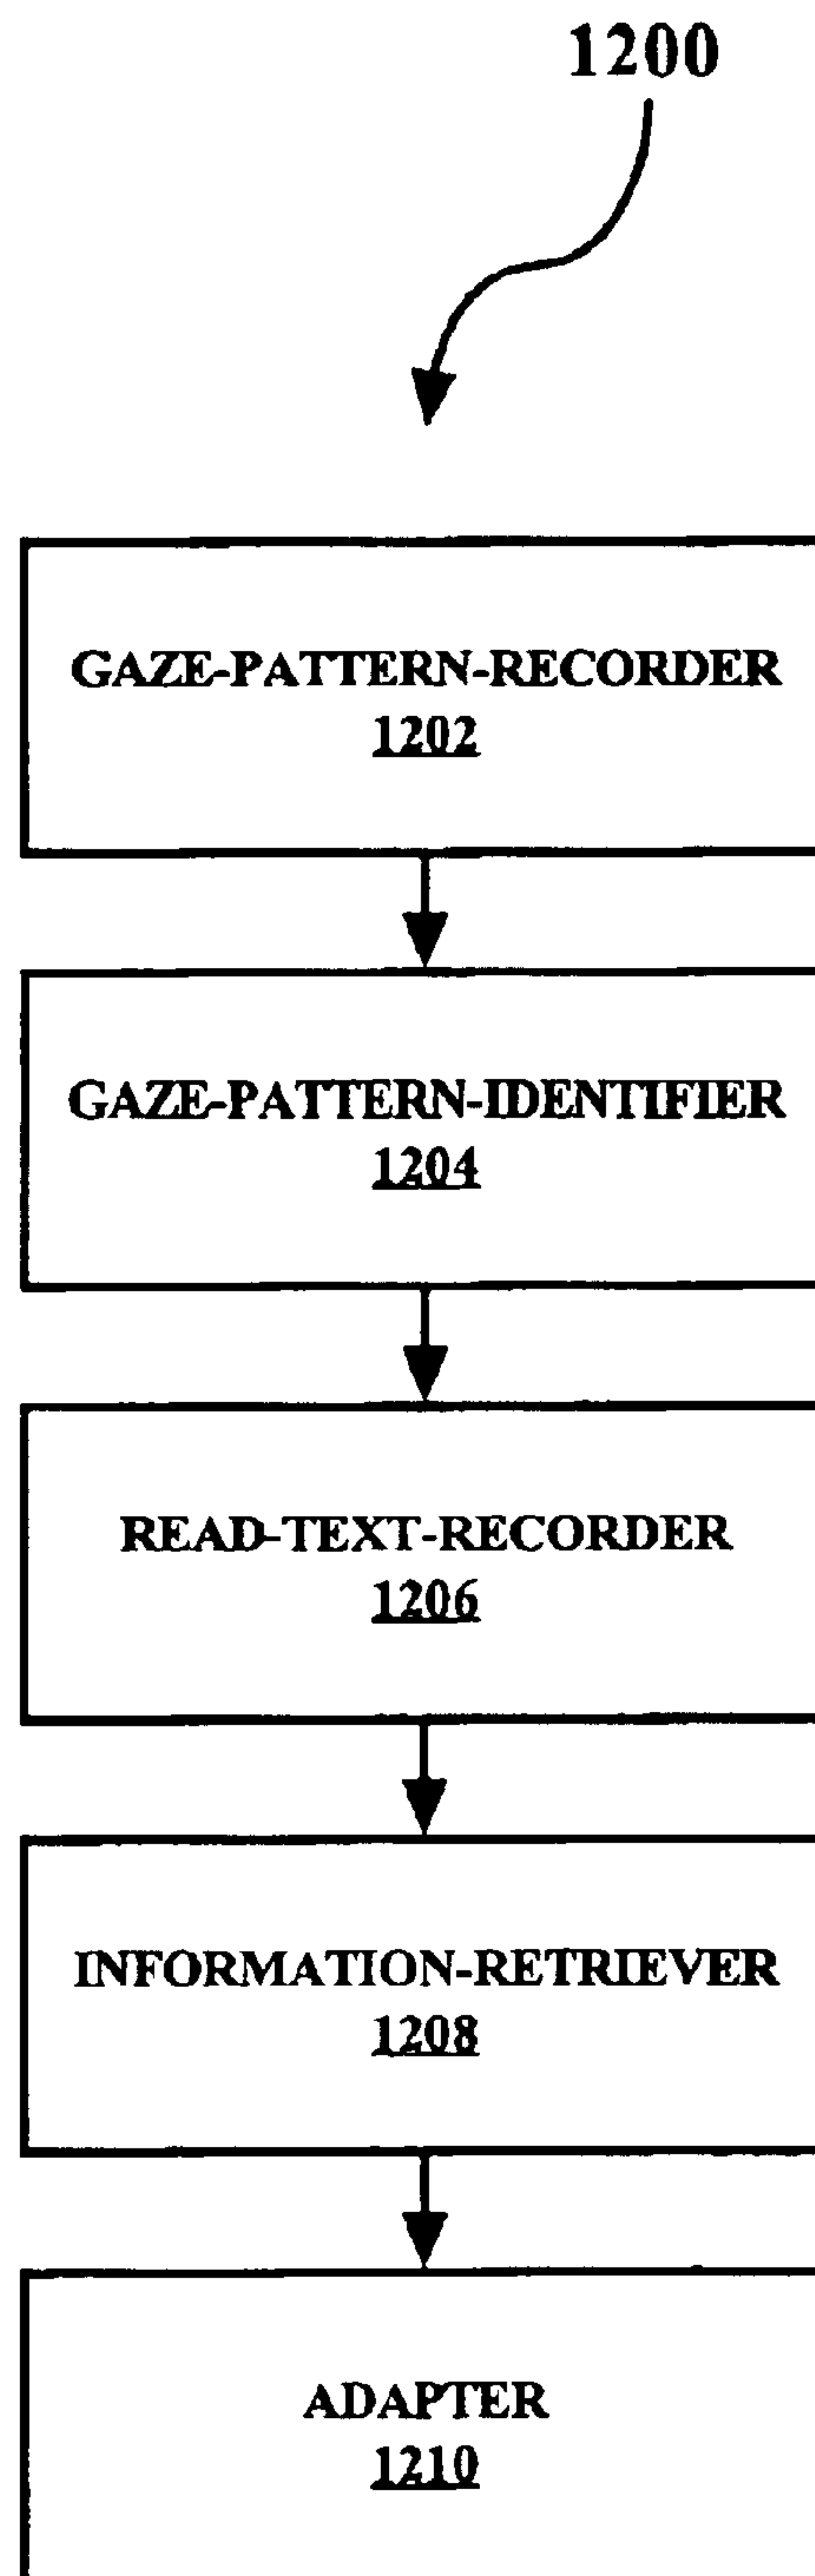 1200
GAZE-PATTERN-RECORDER
1202
GAZE-PATTERN-IDENTIFIER
1204
READ-TEXT-RECORDER
1206
INFORMATION-RETRIEVER
1208
ADAPTER
1210